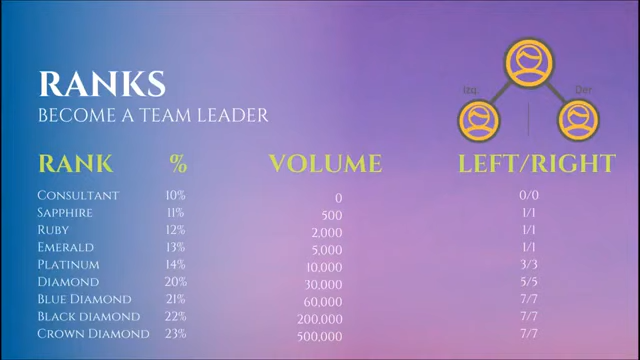 RANKS
BECOME A TEAM LEADER
Izq. Der
RANK % VOLUME LEFT/RIGHT
Consultant 10% 0 0/0
Sapphire 11% 500 1/1
Ruby 12% 2,000 1/1
Emerald 13% 5,000 1/1
Platinum 14% 10,000 3/3
Diamond 20% 30,000 5/5
Blue Diamond 21% 60,000 7/7
Black diamond 22% 200,000 7/7
Crown Diamond 23% 500,000 7/7